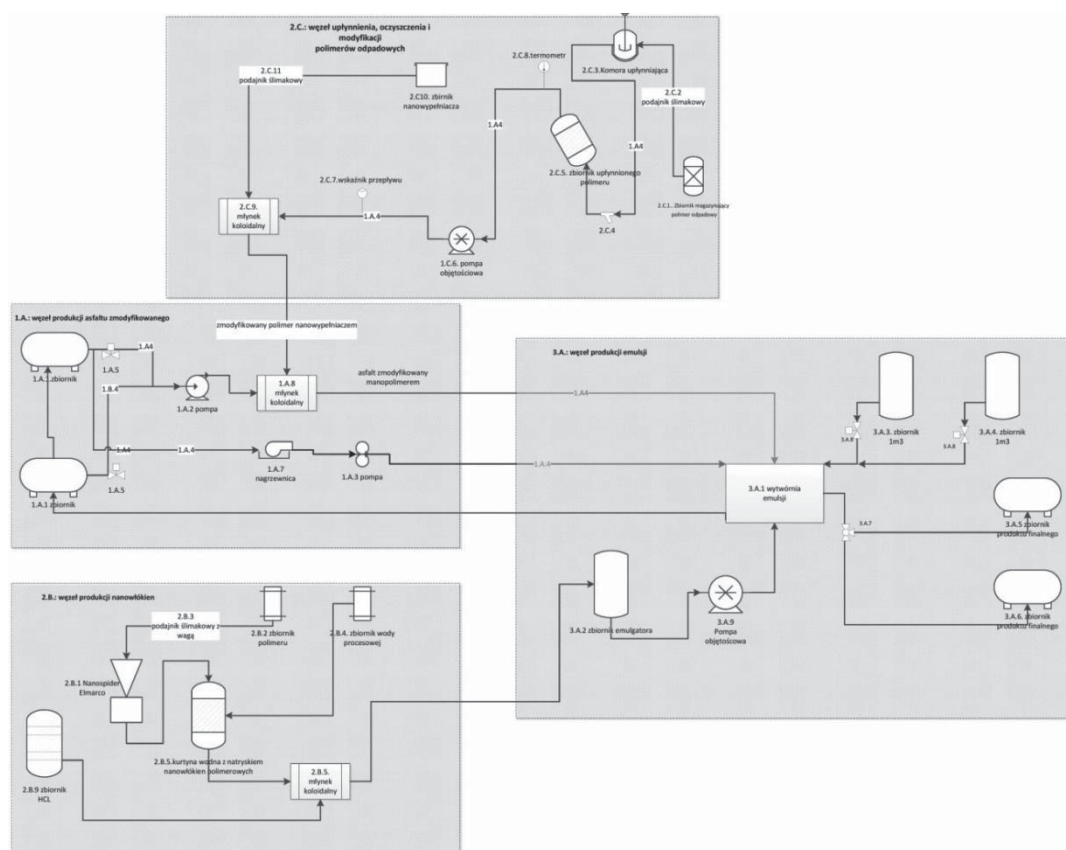 2.C.: węzeł upłynnienia, oczyszczenia i
modyfikacji
polimerów odpadowych
2.C.11
podajnik ślimakowy
2.C10. zbirnik
nanowypełniacza
2.C.8.termometr
2.C.3.Komora upłynniająca
2.C.2
podajnik ślimakowy
1.A4
1.A4
2.C.5. zbiornik upłynnionego
polimeru
2.C.1.. Zbiornik magazynujący
polimer odpadowy
2.C.4
2.C.7.wskaźnik przepływu
1.A.4
2.C.9.
młynek
koloidalny
1.C.6. pompa
objętościowa
1.A.: węzeł produkcji asfaltu zmodyfikowanego
zmodyfikowany polimer nanowypełniaczem
1.A4
1.A.5
1.A.1 zbiornik
1.B.4
1.A.2 pompa
1.A.8
młynek
koloidalny
asfalt zmodyfikowany
manopolimerem
1.A4
1.A4
1.A.4
1.A.7
nagrzewnica
1.A.3 pompa
1.A.4
1.A.5
1.A.1 zbiornik
3.A.: węzeł produkcji emulsji
3.A.8
3.A.3. zbiornik
1m3
3.A.8
3.A.4. zbiornik
1m3
3.A.1 wytwórnia
emulsji
3.A.7
3.A.5 zbiornik
produktu finalnego
3.A.6. zbiornik
produktu finalnego
3.A.2 zbiornik emulgatora
3.A.9
Pompa
objętościowa
2.B.: węzeł produkcji nanowłókien
2.B.3
podajnik ślimakowy z
wagą
2.B.2 zbiornik
polimeru
2.B.4. zbiornik wody
procesowej
2.B.1 Nanospider
Elmarco
2.B.5.kurtyna wodna z natryskiem
nanowłókien polimerowych
2.B.5.
młynek
koloidalny
2.B.9 zbiornik
HCL